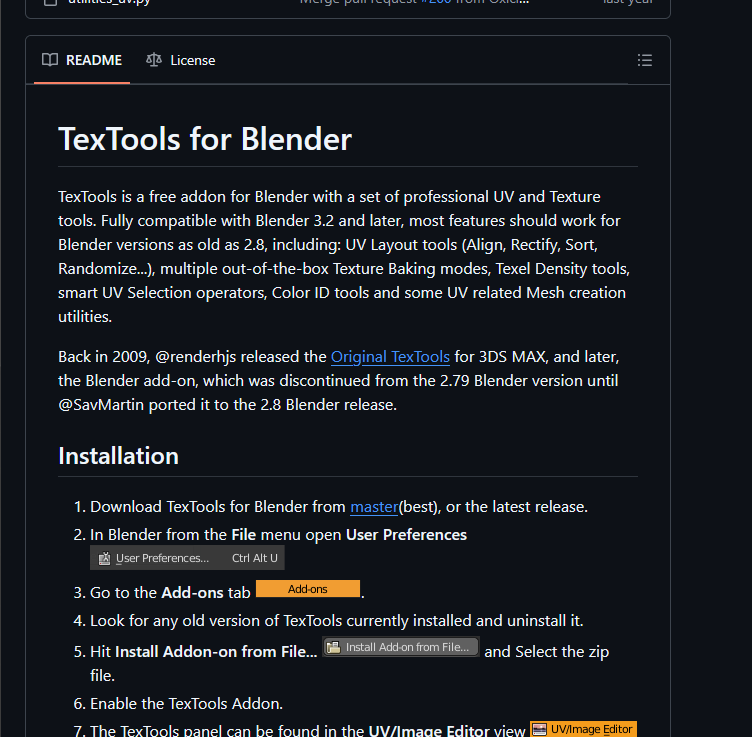 utilities_uv.py Merge pull request #260 from Oxicl... last year
README License
TexTools for Blender
TexTools is a free addon for Blender with a set of professional UV and Texture
tools. Fully compatible with Blender 3.2 and later, most features should work for
Blender versions as old as 2.8, including: UV Layout tools (Align, Rectify, Sort,
Randomize...), multiple out-of-the-box Texture Baking modes, Texel Density tools,
smart UV Selection operators, Color ID tools and some UV related Mesh creation
utilities.
Back in 2009, @renderhjs released the Original TexTools for 3DS MAX, and later,
the Blender add-on, which was discontinued from the 2.79 Blender version until
@SavMartin ported it to the 2.8 Blender release.
Installation
1. Download TexTools for Blender from master(best), or the latest release.
2. In Blender from the File menu open User Preferences
User Preferences... Ctrl Alt U
3. Go to the Add-ons tab Add-ons.
4. Look for any old version of TexTools currently installed and uninstall it.
5. Hit Install Addon-on from File... Install Add-on from File... and Select the zip
file.
6. Enable the TexTools Addon.
7. The TexTools panel can be found in the UV/Image Editor view UV/Image Editor